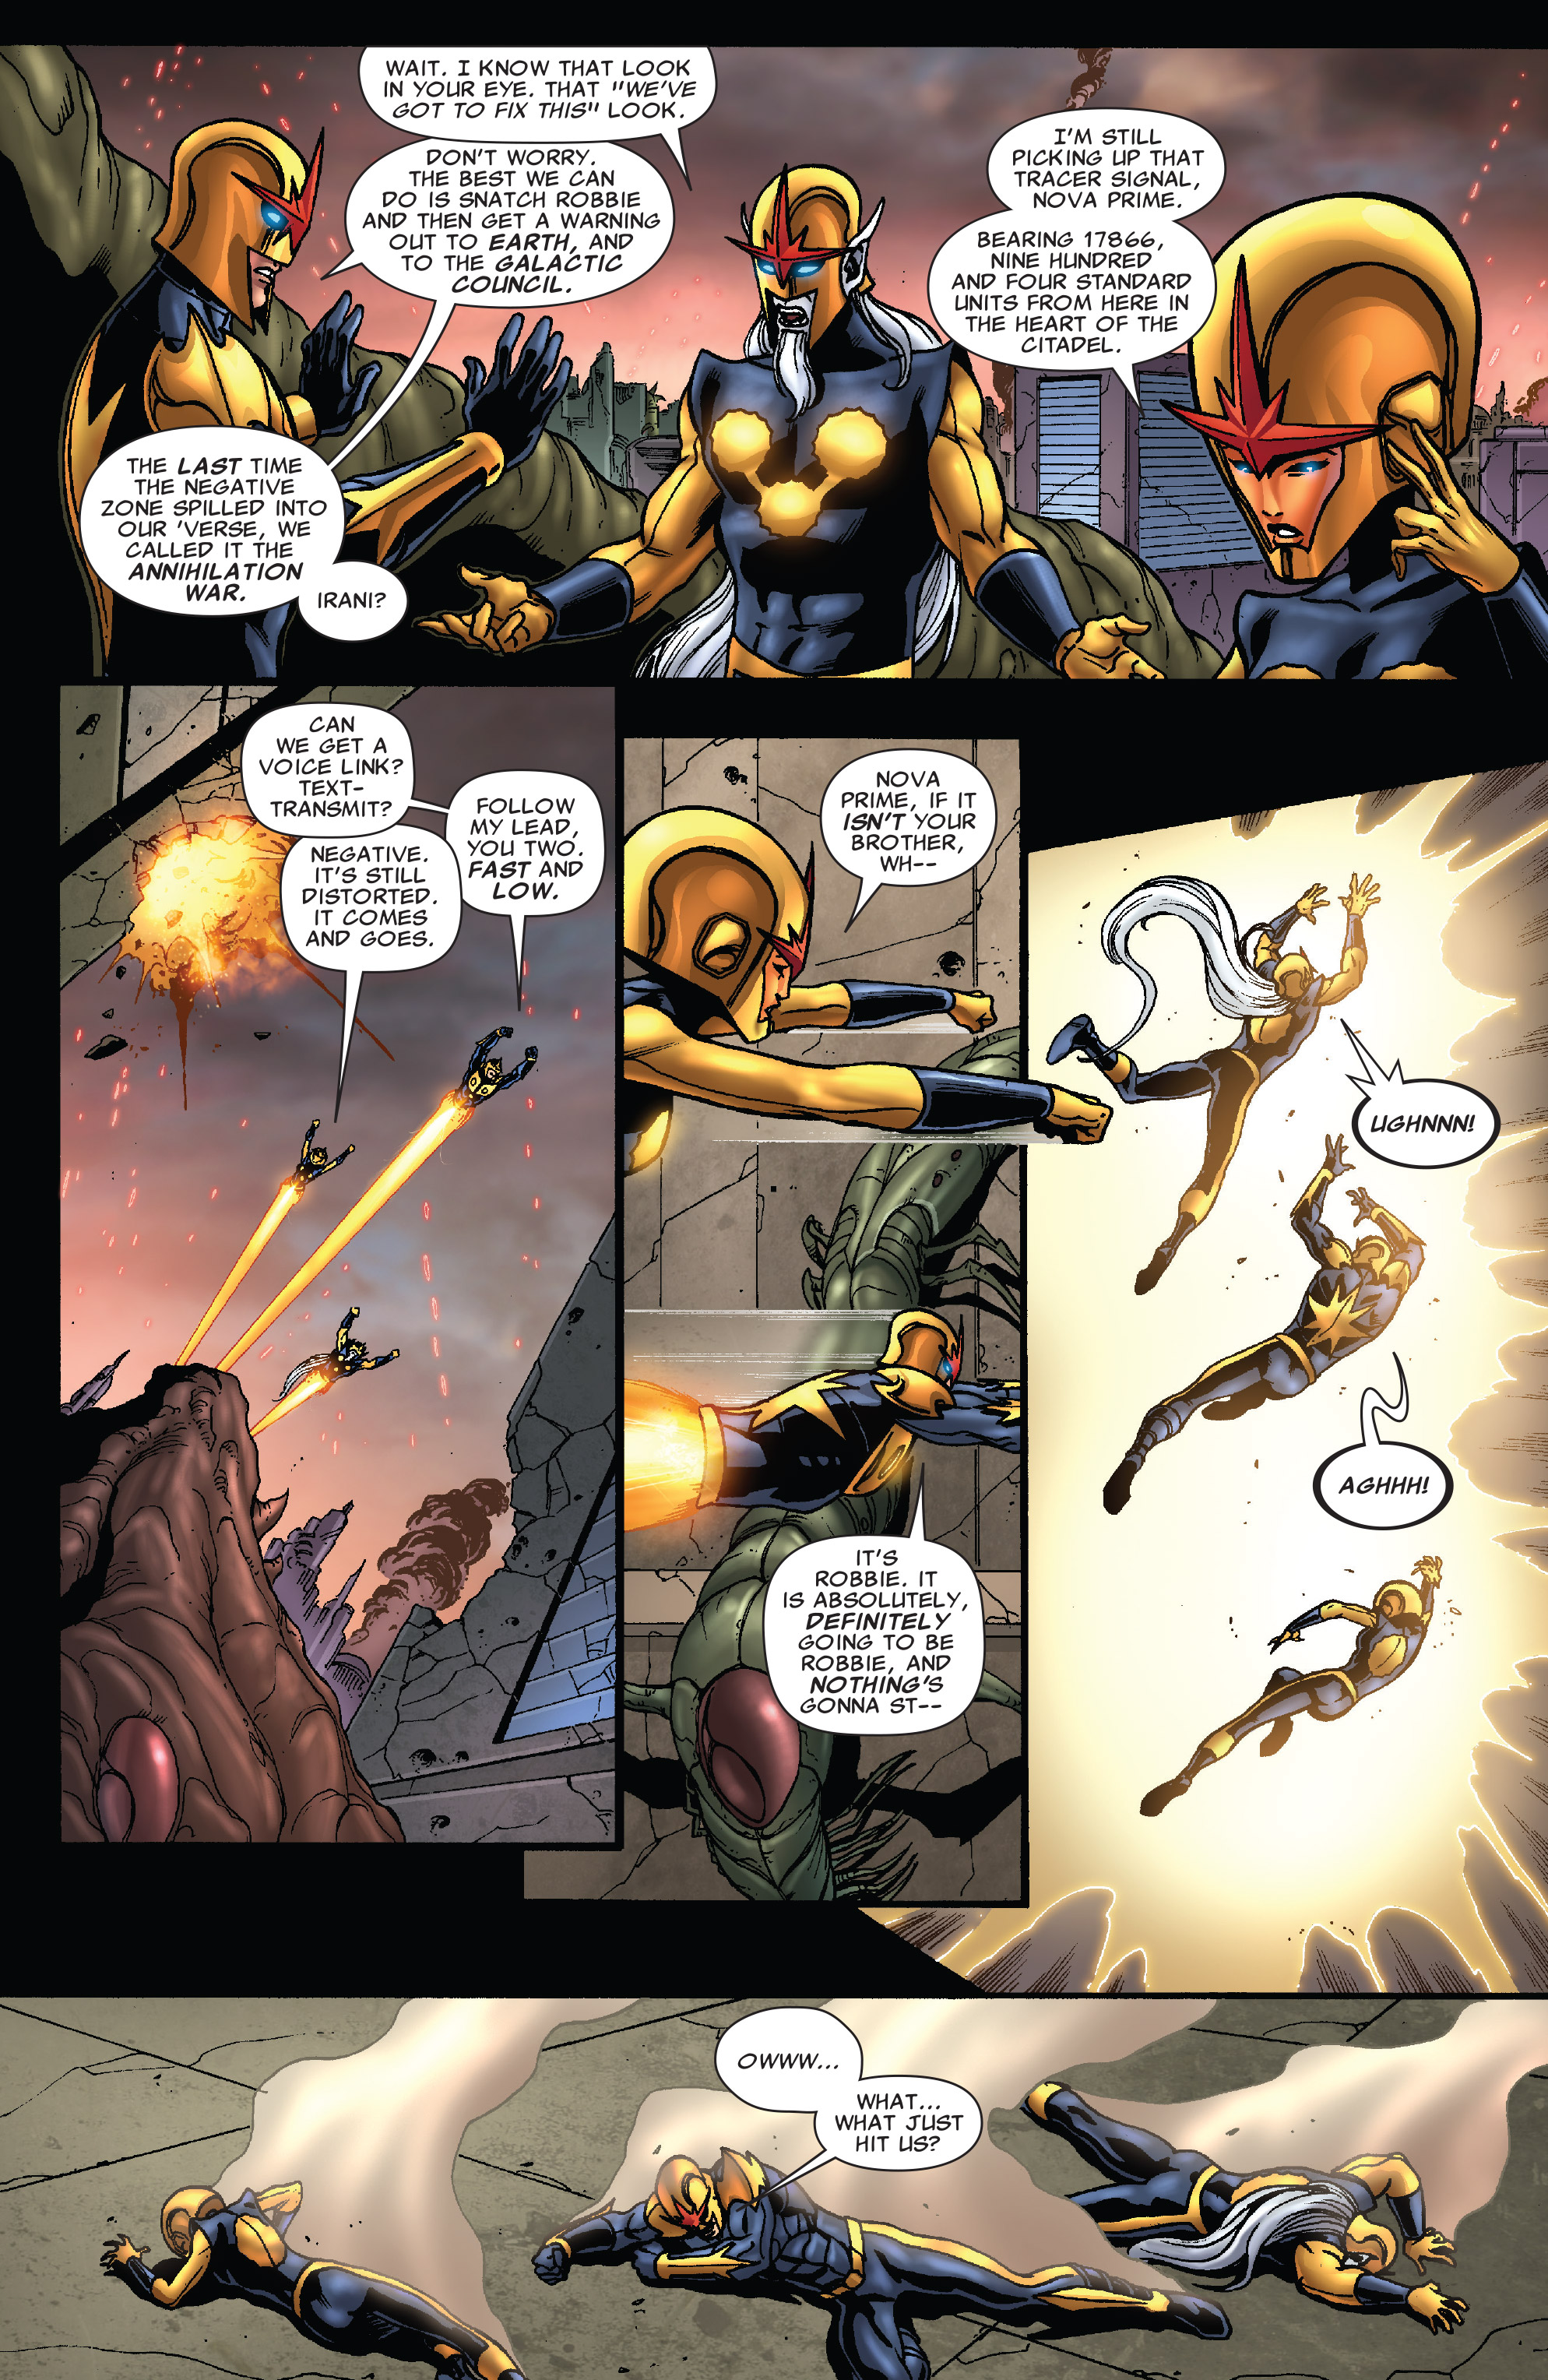 WAIT. I KNOW THAT LOOK
IN YOUR EYE. THAT "WE'VE
GOT TO FIX THIS" LOOK.
DON'T WORRY.
THE BEST WE CAN
DO IS SNATCH ROBBIE
AND THEN GET A WARNING
OUT TO EARTH, AND
TO THE GALACTIC
COUNCIL.
THE LAST TIME
THE NEGATIVE
ZONE SPILLED INTO
OUR 'VERSE, WE
CALLED IT THE
ANNIHILATION
WAR.
IRANI?
I'M STILL
PICKING UP THAT
TRACER SIGNAL,
NOVA PRIME.
BEARING 17866,
NINE HUNDRED
AND FOUR STANDARD
UNITS FROM HERE IN
THE HEART OF THE
CITADEL.
CAN
WE GET A
VOICE LINK?
TEXT-
TRANSMIT?
NEGATIVE.
IT'S STILL
DISTORTED.
IT COMES
AND GOES.
FOLLOW
MY LEAD,
YOU TWO.
FAST AND
LOW.
NOVA
PRIME, IF IT
ISN'T YOUR
BROTHER,
WH--
IT'S
ROBBIE. IT
IS ABSOLUTELY,
DEFINITELY
GOING TO BE
ROBBIE, AND
NOTHING'S
GONNA ST--
UGHNNN!
AGHHH!
OWWW...
WHAT...
WHAT JUST
HIT US?